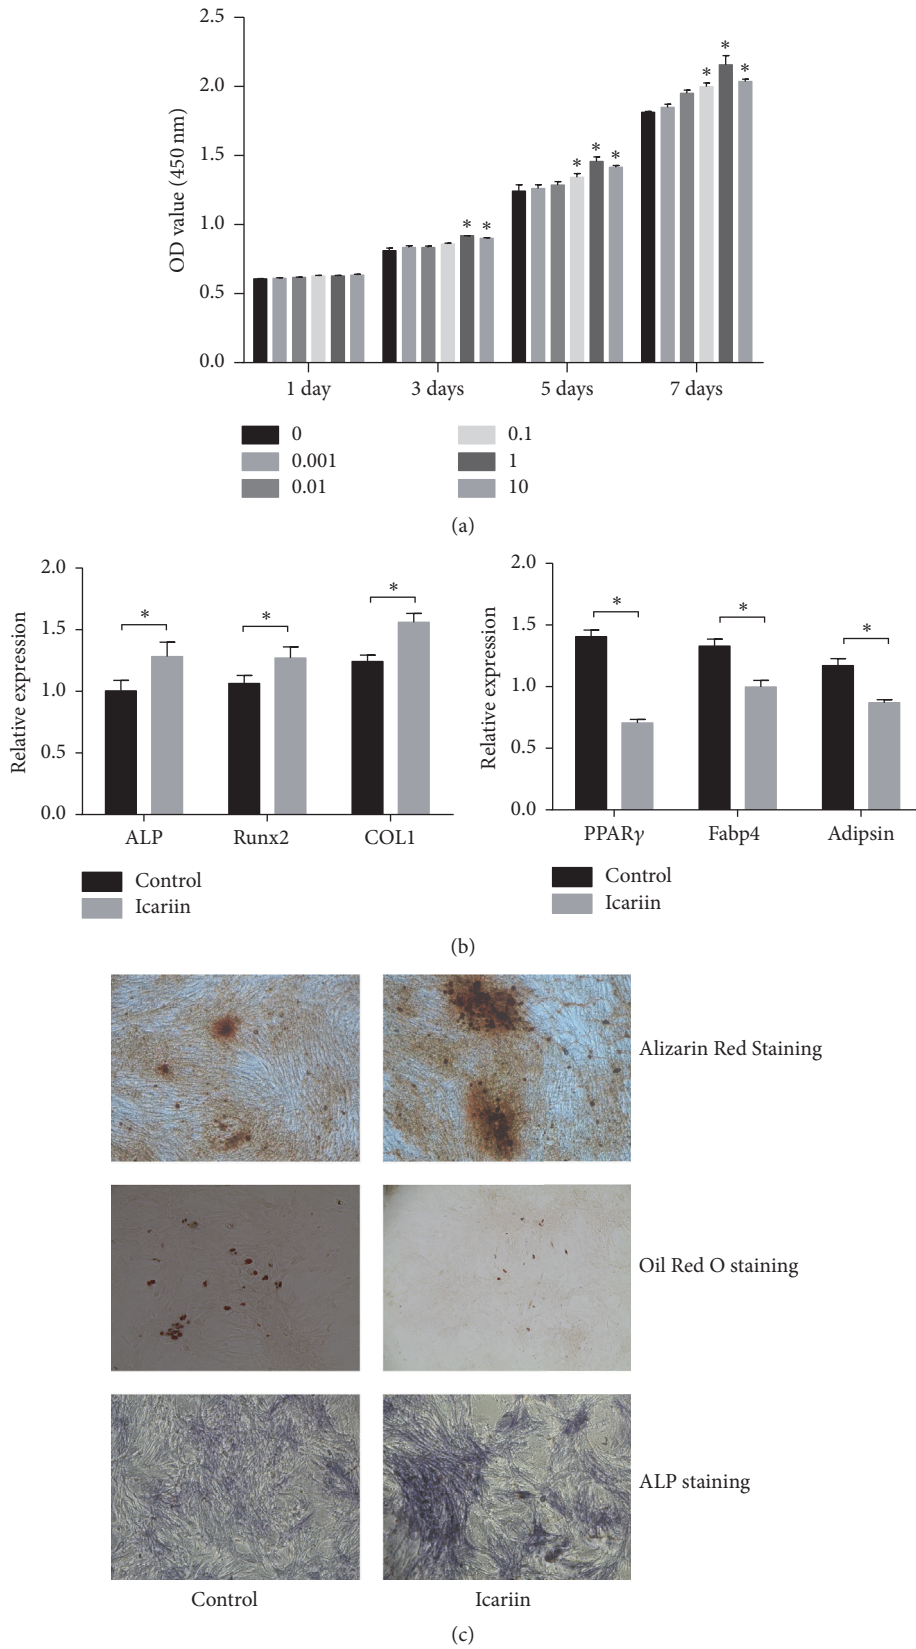 2.5
2.0
1.5
1.0
0.5
0.0
OD value (450 nm)
* *
* * *
* * *
1 day 3 days 5 days 7 days
0 0.1
0.001 1
0.01 10
(a)
2.0
1.5
1.0
0.5
0.0
Relative expression
* * *
ALP Runx2 COL1
Control
Icariin
2.0
1.5
1.0
0.5
0.0
Relative expression
* * *
PPARγ Fabp4 Adipsin
Control
Icariin
(b)
Alizarin Red Staining
Oil Red O staining
ALP staining
Control Icariin
(c)